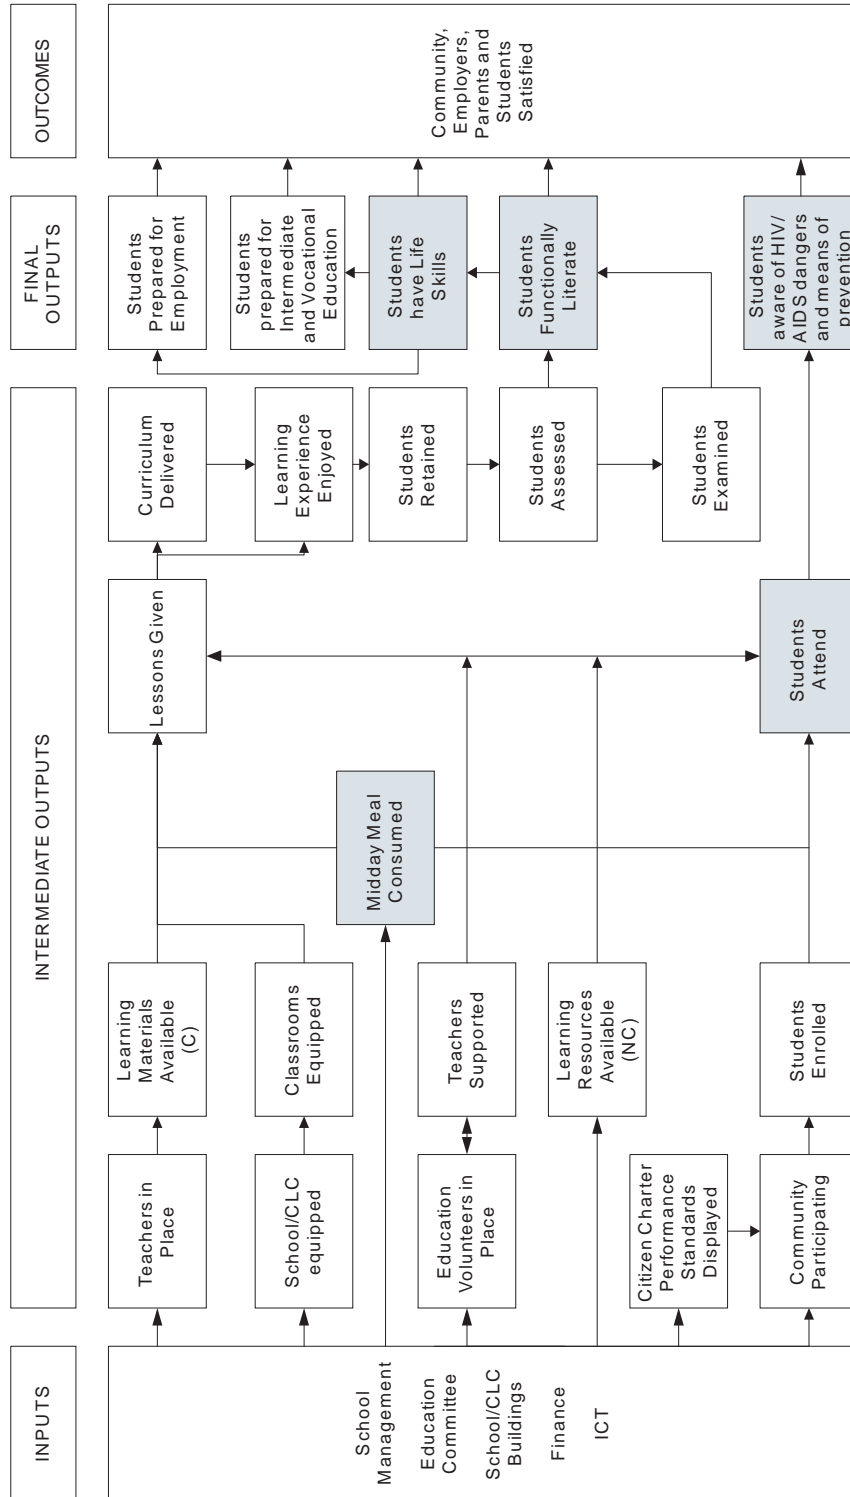 INPUTS
INTERMEDIATE OUTPUTS
FINAL
OUTPUTS
OUTCOMES
School
Management
Education
Committee
School/CLC
Buildings
Finance
ICT
Teachers in
Place
School/CLC
equipped
Education
Volunteers in
Place
Citizen Charter
Performance
Standards
Displayed
Community
Participating
Learning
Materials
Available
(C)
Classrooms
Equipped
Teachers
Supported
Learning
Resources
Available
(NC)
Students
Enrolled
Midday Meal
Consumed
Lessons Given
Students
Attend
Curriculum
Delivered
Learning
Experience
Enjoyed
Students
Retained
Students
Assessed
Students
Examined
Students
Prepared for
Employment
Students
prepared for
Intermediate
and Vocational
Education
Students
have Life
Skills
Students
Functionally
Literate
Students
aware of HIV/
AIDS dangers
and means of
prevention
Community,
Employers,
Parents and
Students
Satisfied